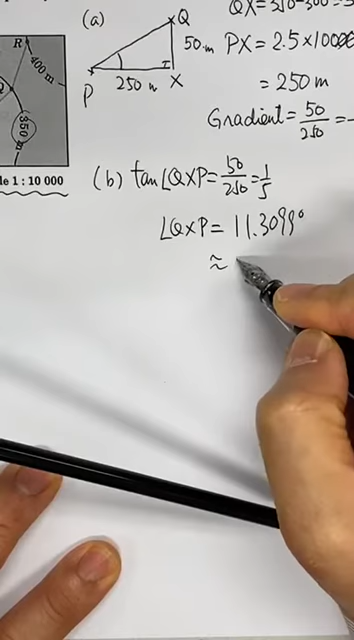 (a)
Q
QX = 350-300 =
50 m
PX = 2.5 × 10000
P
250 m
X
= 250 m
Gradient = 50/250 =
R
400 m
Q
350 m
le 1 : 10 000
(b) tan∠QXP = 50/250 = 1/5
∠QXP = 11.3099°
≈